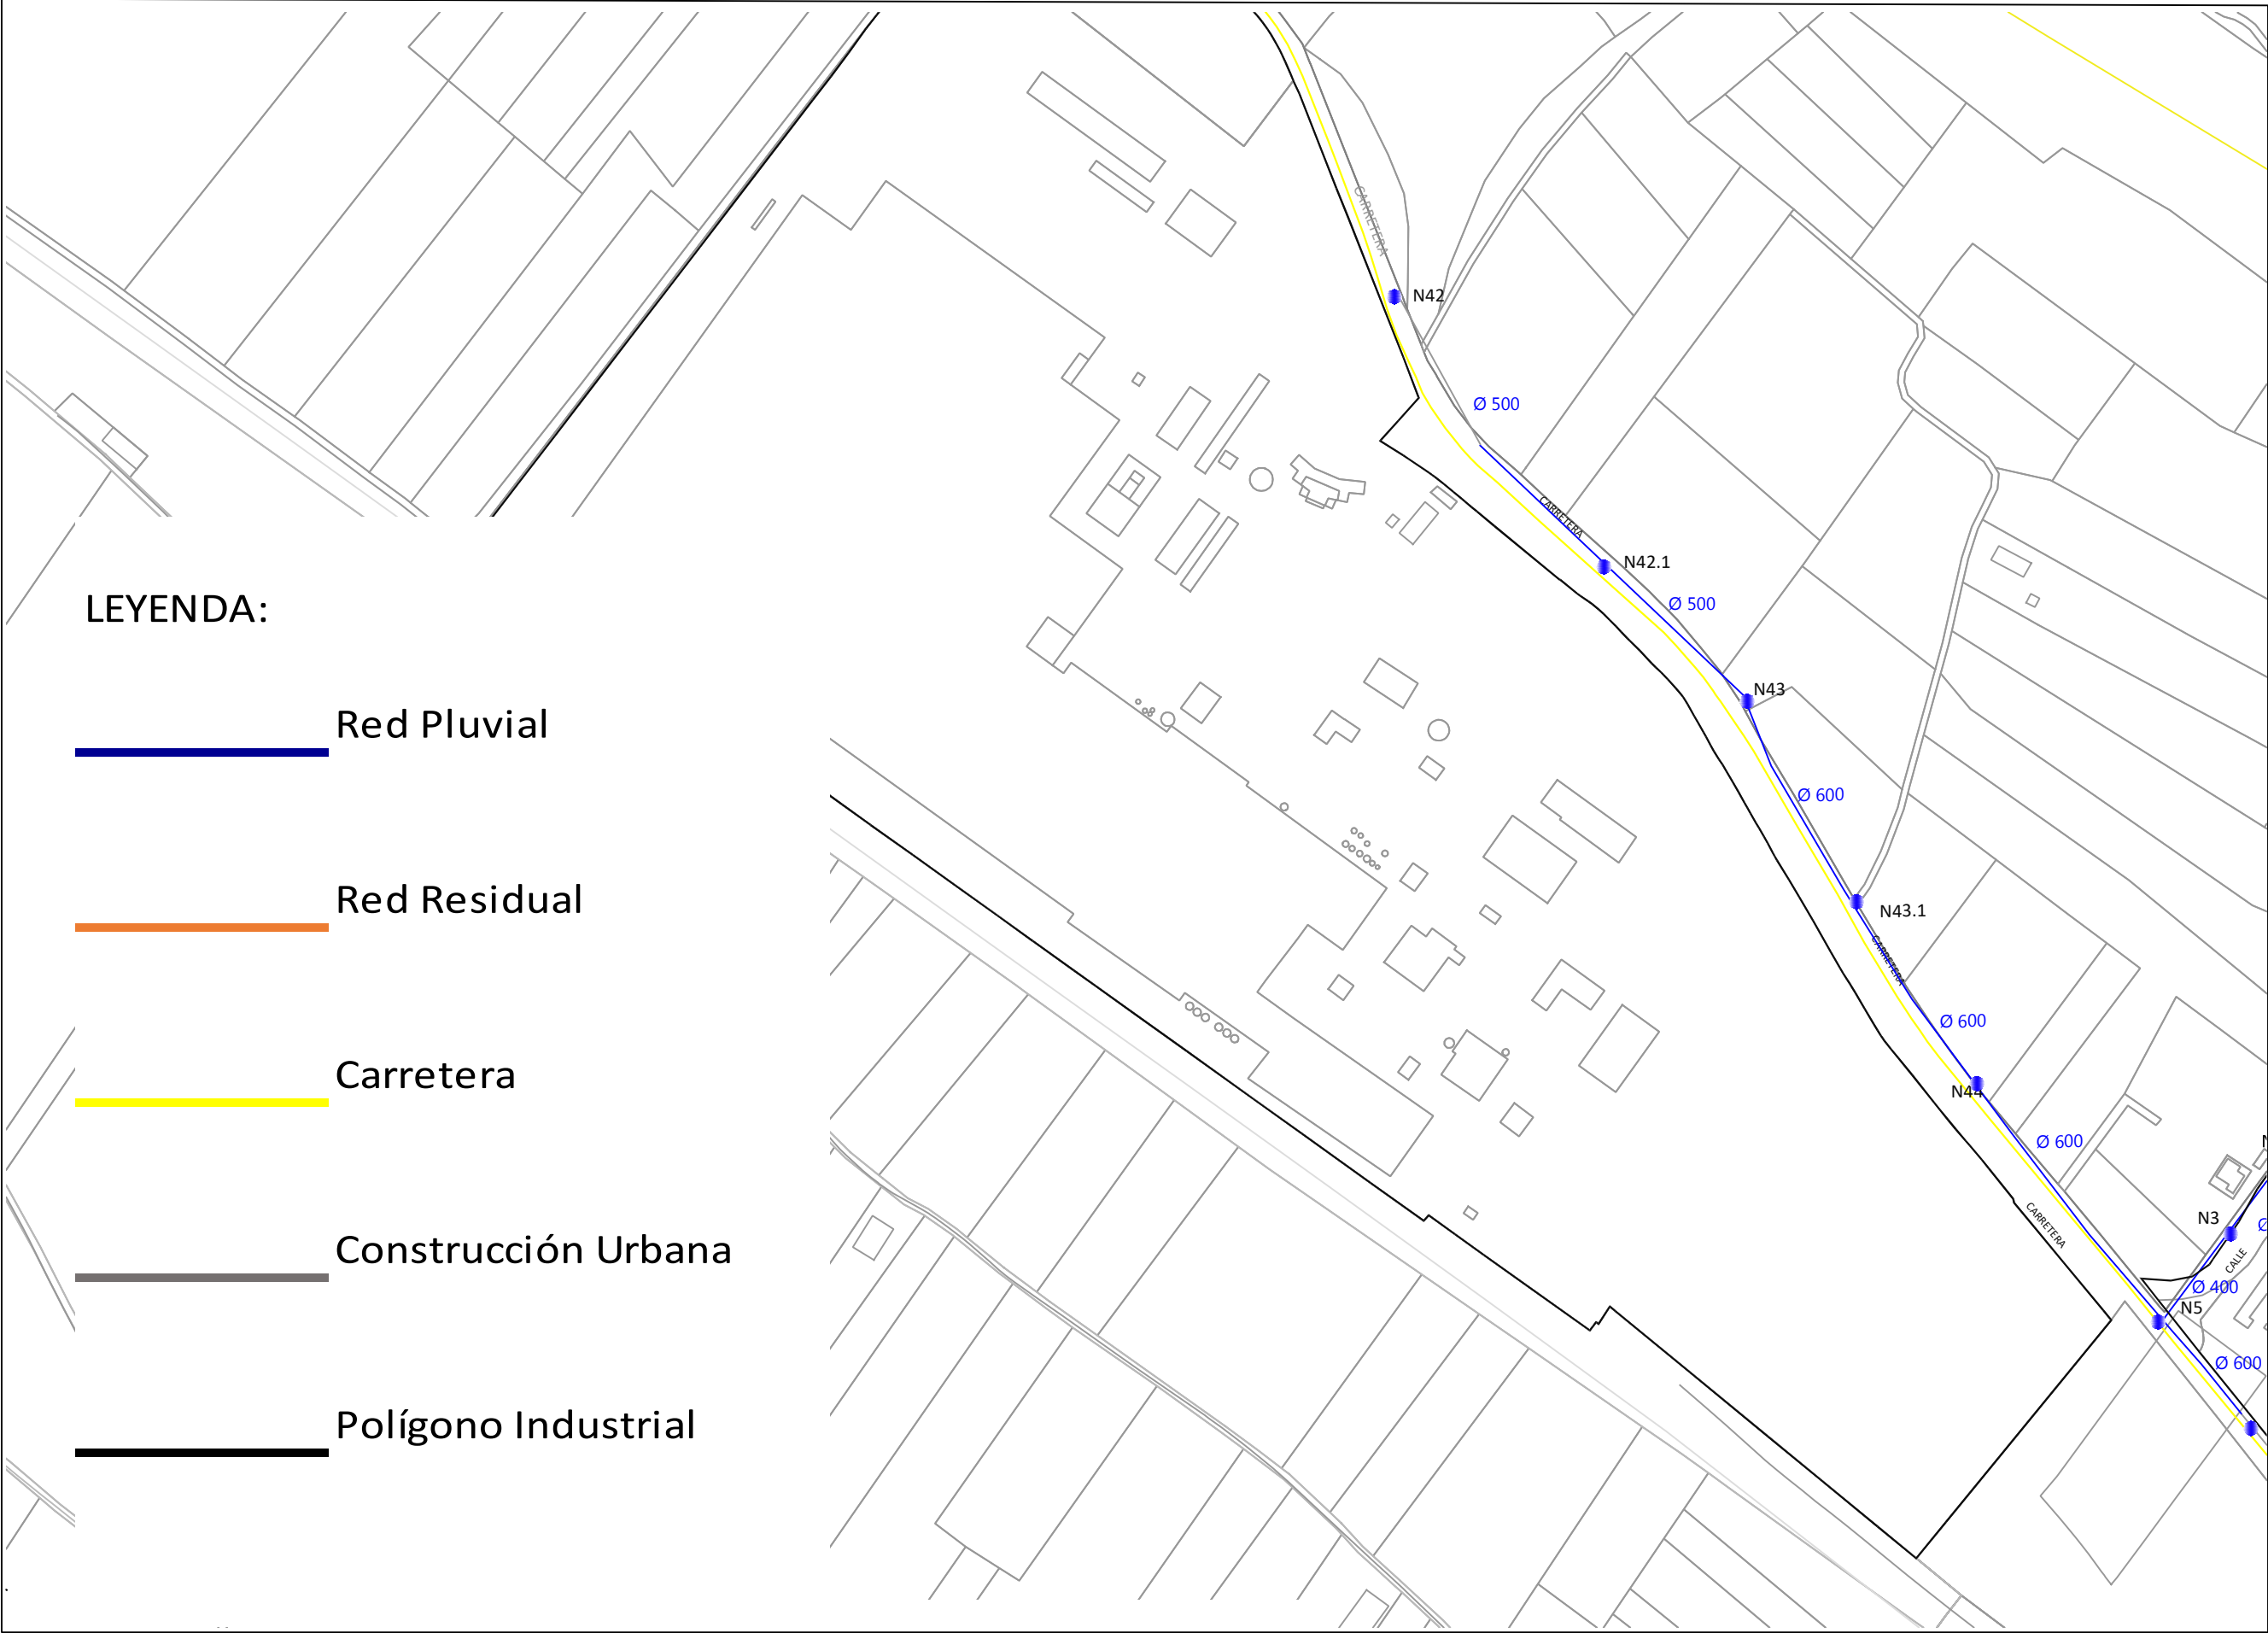 CARRETERA
N42
Ø 500
CARRETERA
N42.1
Ø 500
N43
Ø 600
N43.1
CARRETERA
Ø 600
N44
Ø 600
CARRETERA
N3
CALLE
Ø 400
N5
Ø 600
LEYENDA:
Red Pluvial
Red Residual
Carretera
Construcción Urbana
Polígono Industrial